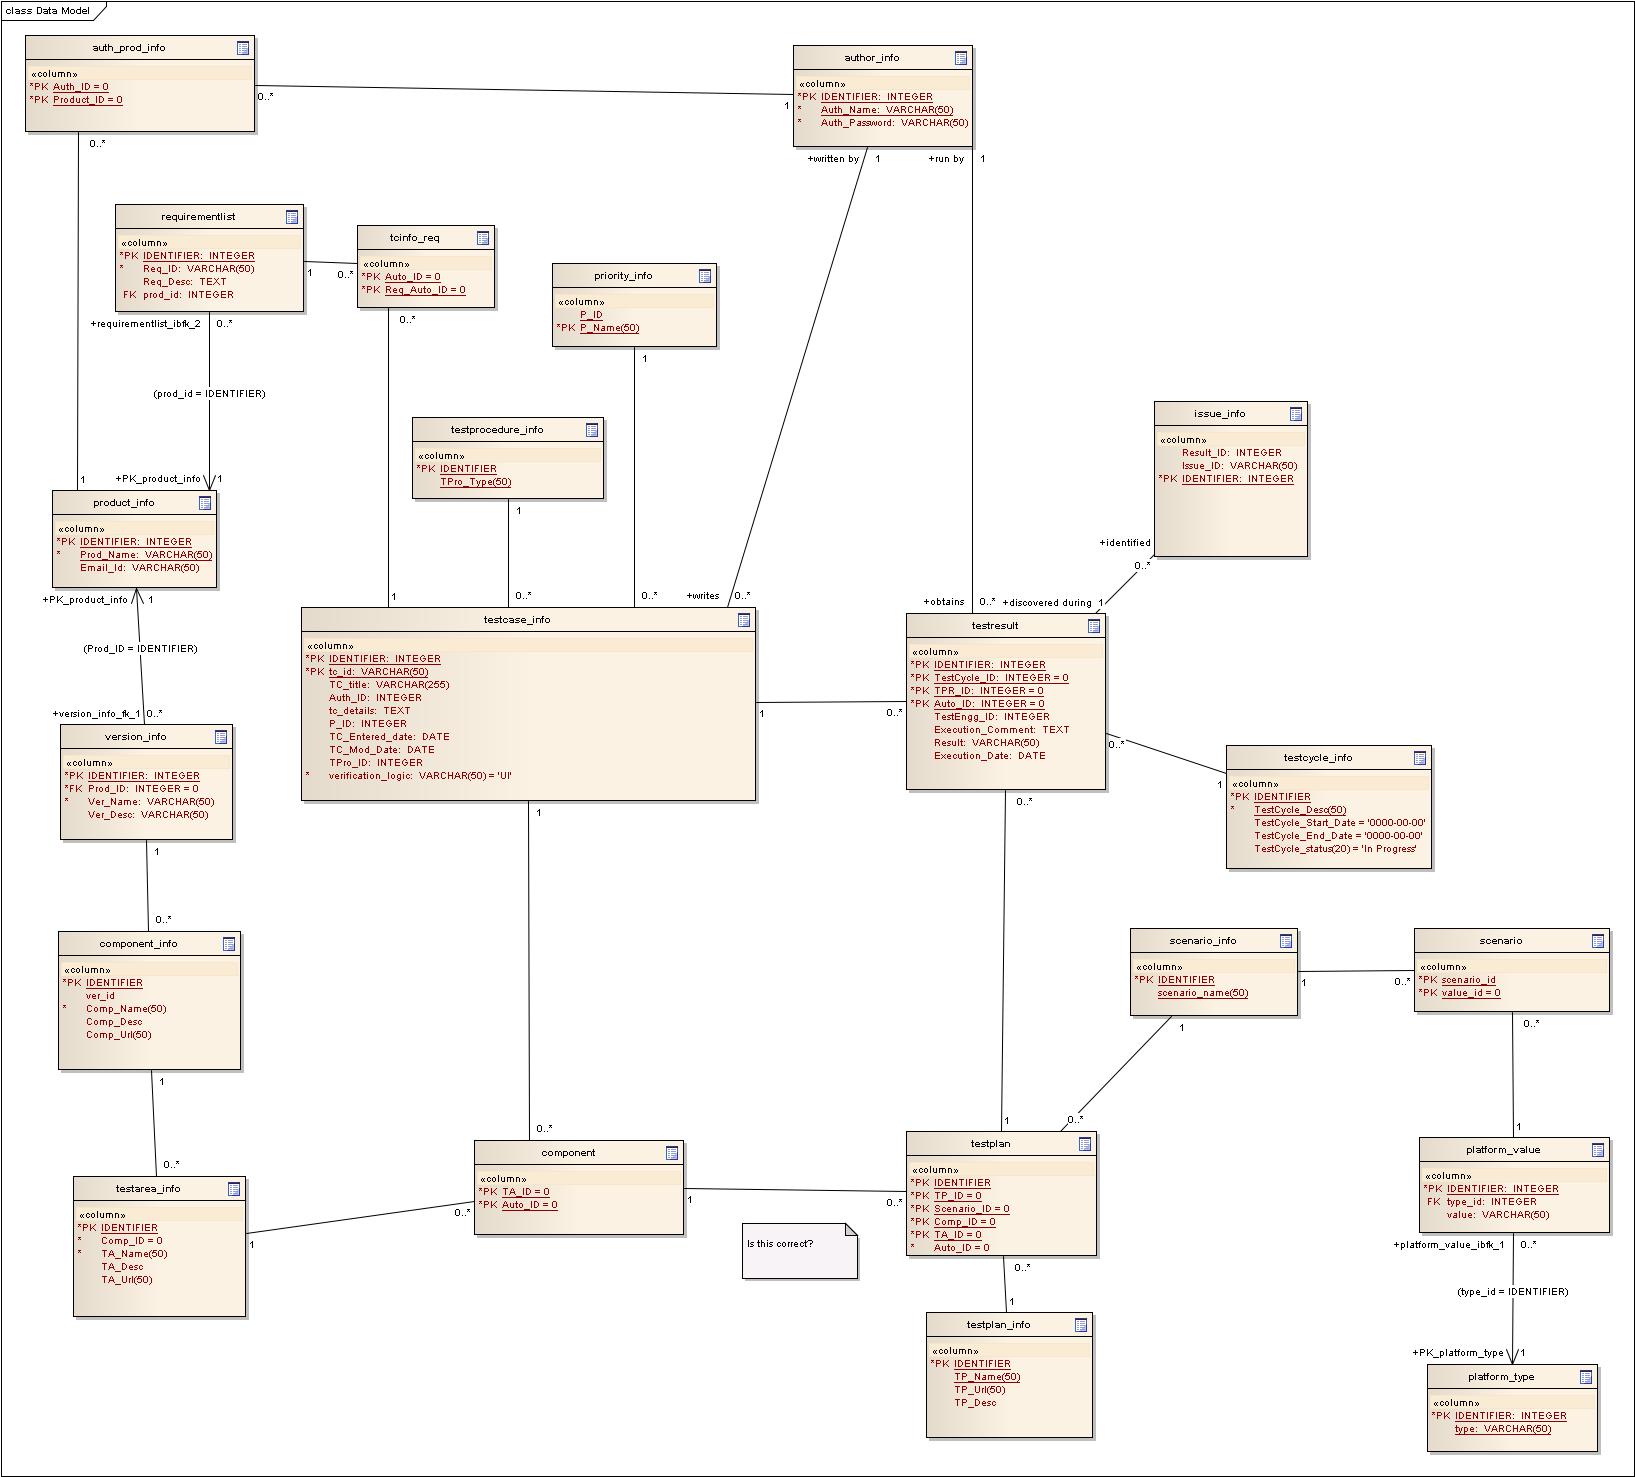 class Data Model
auth_prod_info
«column»
*PK Auth_ID = 0
*PK Product_ID = 0
0..*
0..*
author_info
«column»
*PK IDENTIFIER: INTEGER
* Auth_Name: VARCHAR(50)
* Auth_Password: VARCHAR(50)
1
+written by 1
+run by 1
requirementlist
«column»
*PK IDENTIFIER: INTEGER
* Req_ID: VARCHAR(50)
Req_Desc: TEXT
FK prod_id: INTEGER
1
+requirementlist_ibfk_2 0..*
(prod_id = IDENTIFIER)
tcinfo_req
«column»
*PK Auto_ID = 0
*PK Req_Auto_ID = 0
0..*
0..*
priority_info
«column»
P_ID
*PK P_Name(50)
1
testprocedure_info
«column»
*PK IDENTIFIER
TPro_Type(50)
1
issue_info
«column»
Result_ID: INTEGER
Issue_ID: VARCHAR(50)
*PK IDENTIFIER: INTEGER
+identified
0..*
1
+PK_product_info 1
product_info
«column»
*PK IDENTIFIER: INTEGER
* Prod_Name: VARCHAR(50)
Email_Id: VARCHAR(50)
+PK_product_info 1
(Prod_ID = IDENTIFIER)
+version_info_fk_1 0..*
1
0..*
0..*
+writes 0..*
testcase_info
«column»
*PK IDENTIFIER: INTEGER
*PK tc_id: VARCHAR(50)
TC_title: VARCHAR(255)
Auth_ID: INTEGER
tc_details: TEXT
P_ID: INTEGER
TC_Entered_date: DATE
TC_Mod_Date: DATE
TPro_ID: INTEGER
* verification_logic: VARCHAR(50) = 'UI'
1
1
+obtains 0..*
+discovered during 1
testresult
«column»
*PK IDENTIFIER: INTEGER
*PK TestCycle_ID: INTEGER = 0
*PK TPR_ID: INTEGER = 0
*PK Auto_ID: INTEGER = 0
TestEngg_ID: INTEGER
Execution_Comment: TEXT
Result: VARCHAR(50)
Execution_Date: DATE
0..*
0..*
0..*
version_info
«column»
*PK IDENTIFIER: INTEGER
*FK Prod_ID: INTEGER = 0
* Ver_Name: VARCHAR(50)
Ver_Desc: VARCHAR(50)
1
testcycle_info
«column»
*PK IDENTIFIER
* TestCycle_Desc(50)
TestCycle_Start_Date = '0000-00-00'
TestCycle_End_Date = '0000-00-00'
TestCycle_status(20) = 'In Progress'
1
0..*
component_info
«column»
*PK IDENTIFIER
ver_id
* Comp_Name(50)
Comp_Desc
Comp_Url(50)
1
scenario_info
«column»
*PK IDENTIFIER
scenario_name(50)
1
1
scenario
«column»
*PK scenario_id
*PK value_id = 0
0..*
0..*
0..*
testarea_info
«column»
*PK IDENTIFIER
* Comp_ID = 0
* TA_Name(50)
TA_Desc
TA_Url(50)
1
0..*
component
«column»
*PK TA_ID = 0
*PK Auto_ID = 0
0..*
1
Is this correct?
1
0..*
testplan
«column»
*PK IDENTIFIER
*PK TP_ID = 0
*PK Scenario_ID = 0
*PK Comp_ID = 0
*PK TA_ID = 0
* Auto_ID = 0
0..*
0..*
1
platform_value
«column»
*PK IDENTIFIER: INTEGER
FK type_id: INTEGER
value: VARCHAR(50)
+platform_value_ibfk_1 0..*
(type_id = IDENTIFIER)
1
testplan_info
«column»
*PK IDENTIFIER
TP_Name(50)
TP_Url(50)
TP_Desc
+PK_platform_type 1
platform_type
«column»
*PK IDENTIFIER: INTEGER
type: VARCHAR(50)